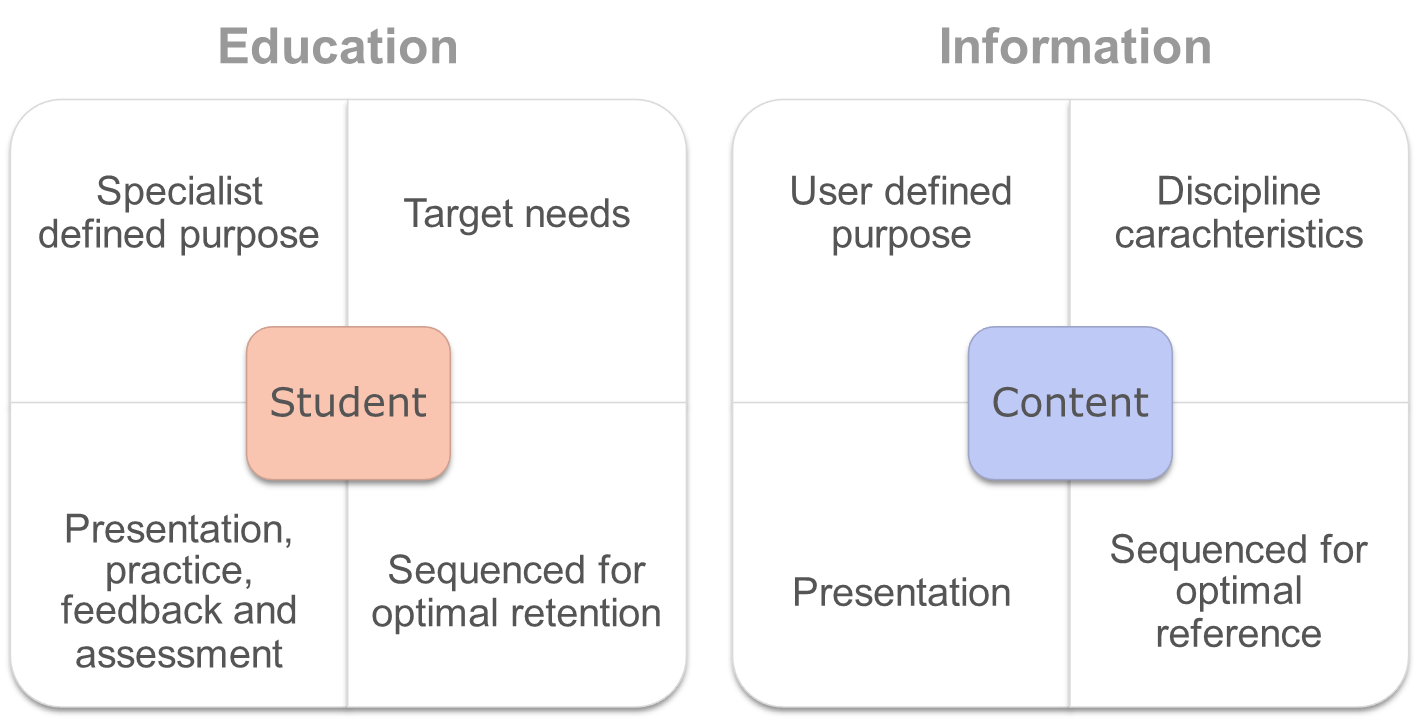 Education
Specialist
defined purpose
Target needs
Student
Presentation,
practice,
feedback and
assessment
Sequenced for
optimal retention
Information
User defined
purpose
Discipline
carachteristics
Content
Presentation
Sequenced for
optimal
reference